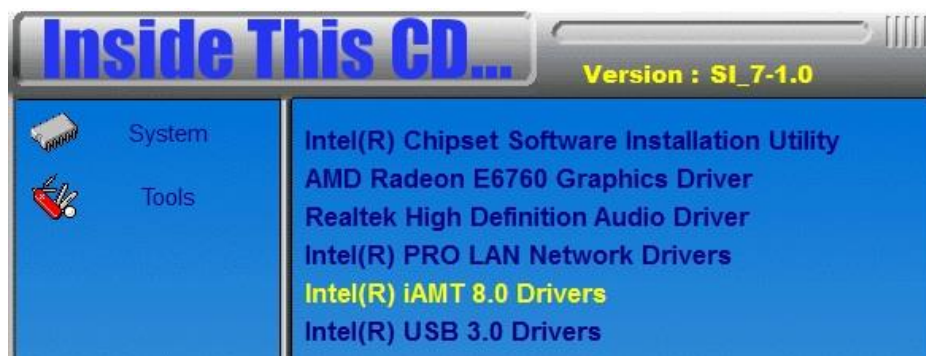 Inside This CD...
Version : SI_7-1.0
System
Tools
Intel(R) Chipset Software Installation Utility
AMD Radeon E6760 Graphics Driver
Realtek High Definition Audio Driver
Intel(R) PRO LAN Network Drivers
Intel(R) iAMT 8.0 Drivers
Intel(R) USB 3.0 Drivers